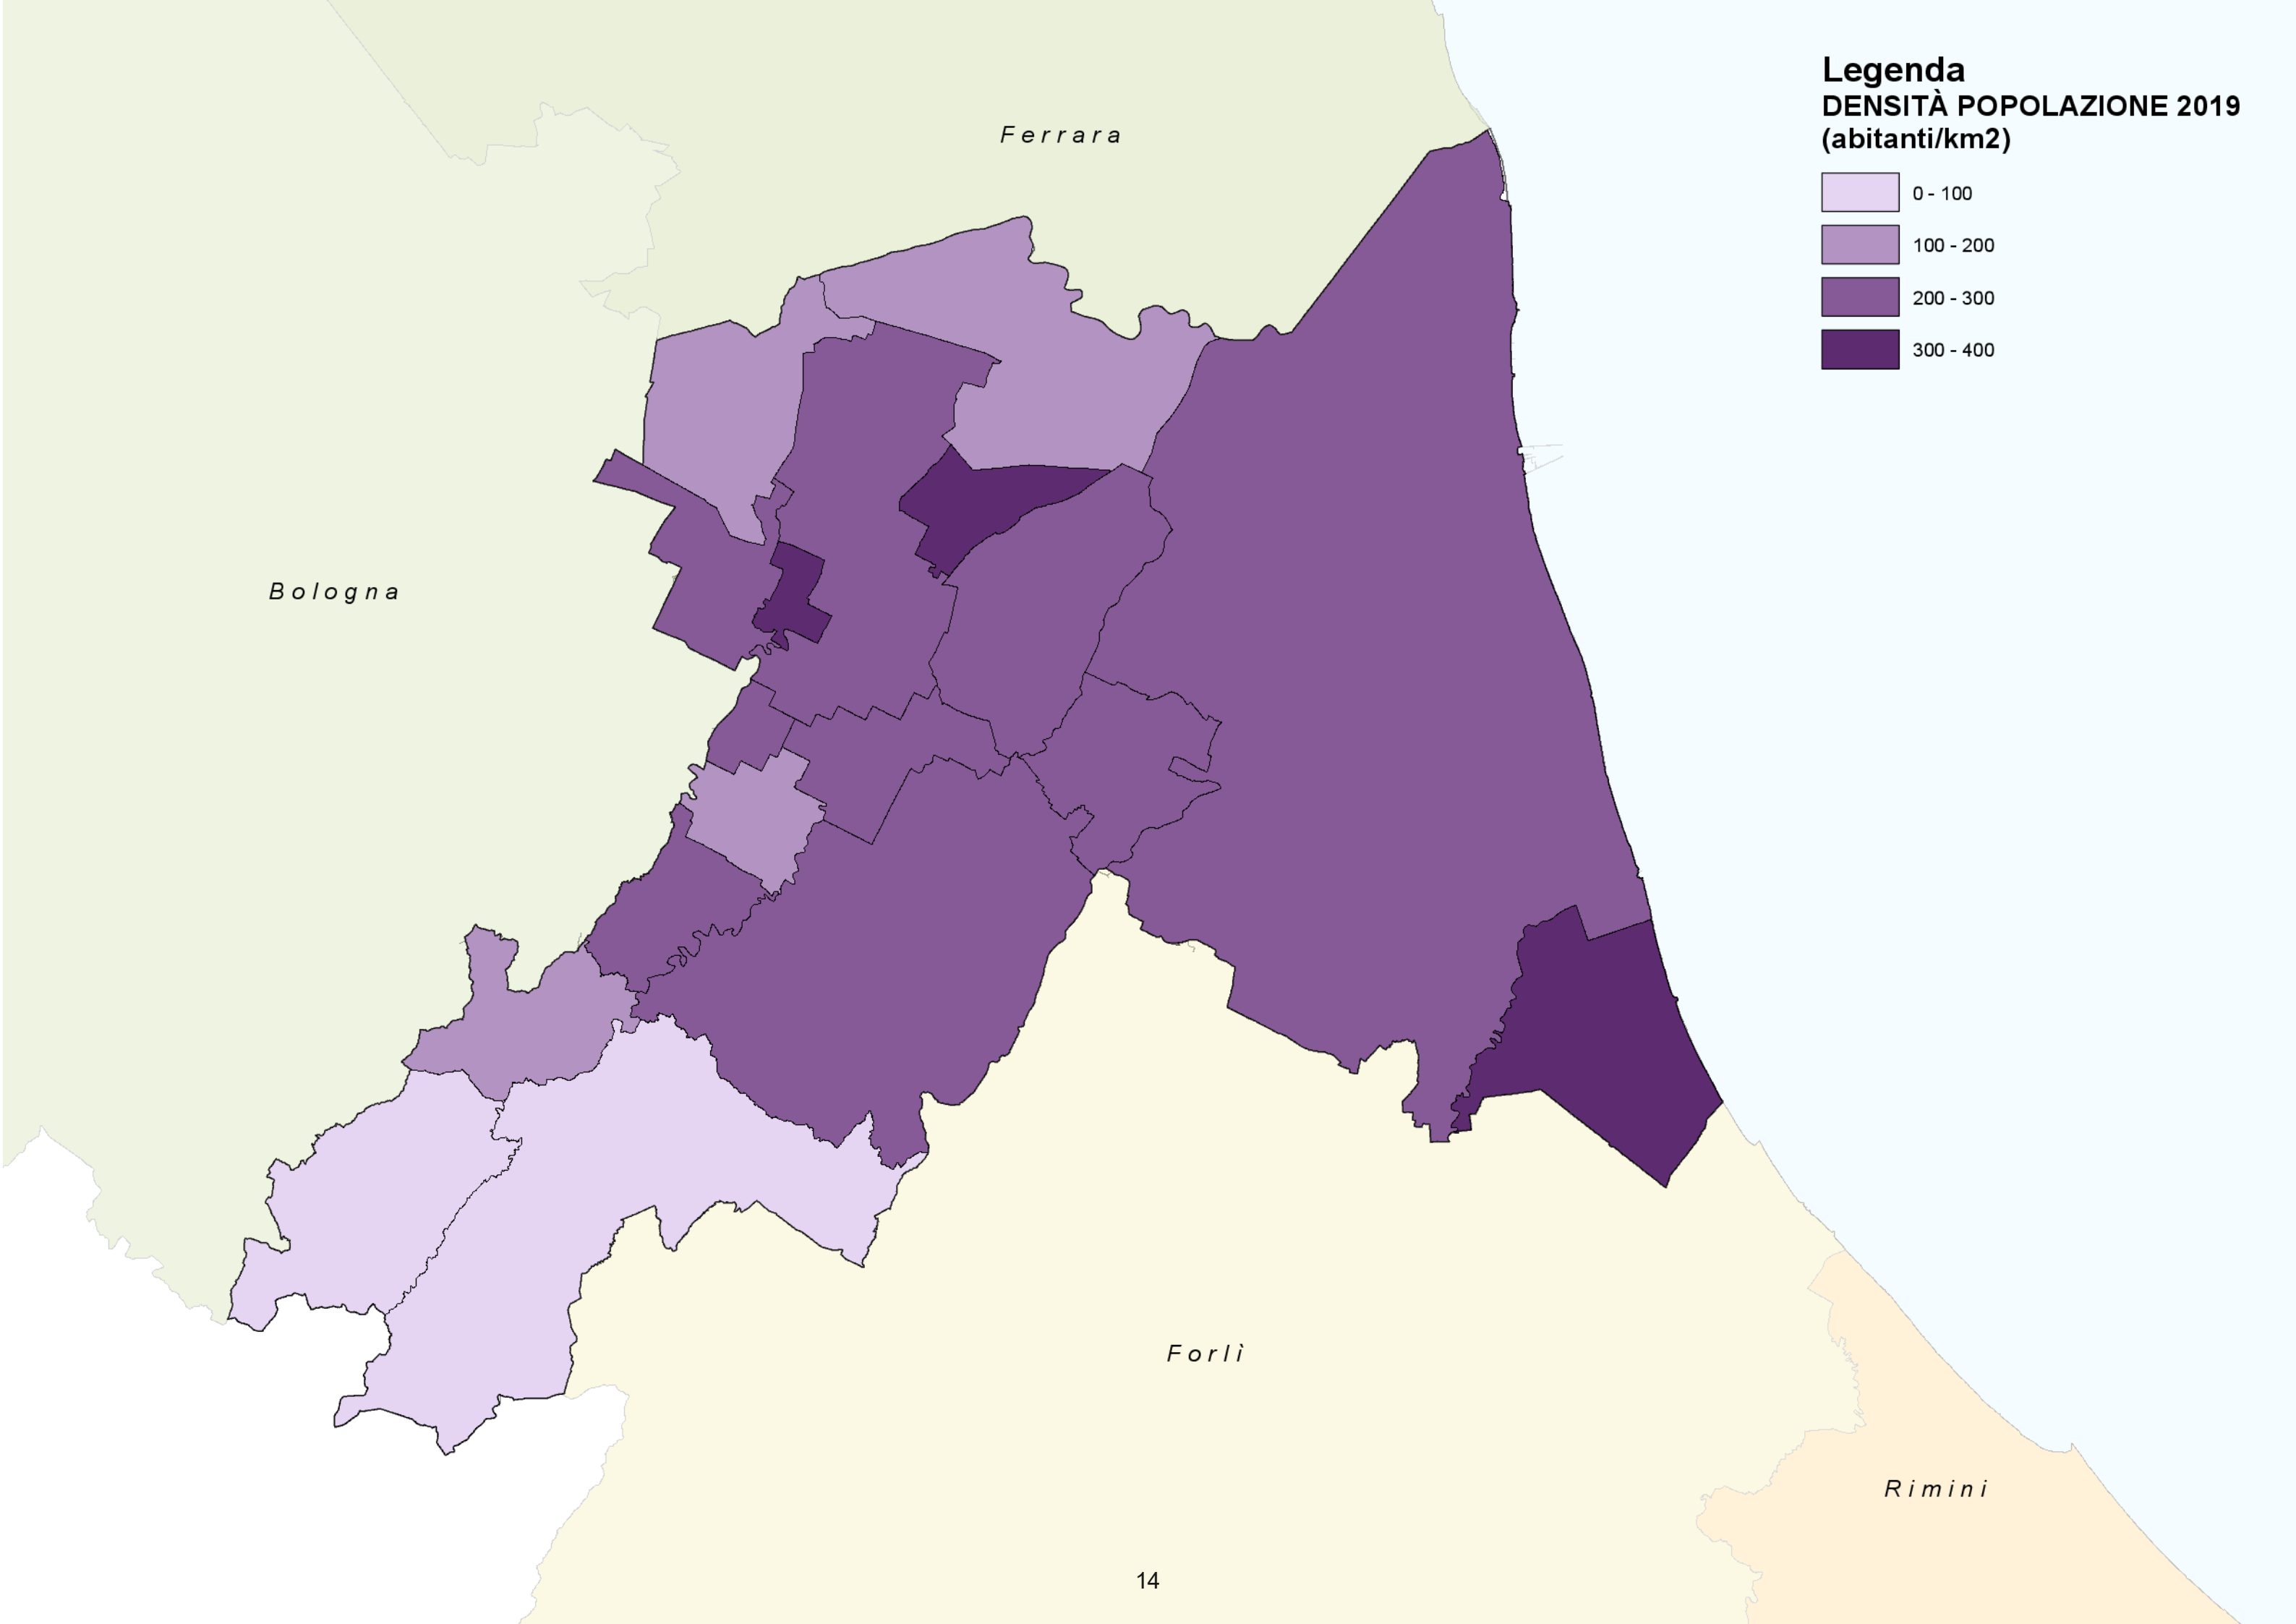 Legenda
DENSITÀ POPOLAZIONE 2019
(abitanti/km2)
0 - 100
100 - 200
200 - 300
300 - 400
Ferrara
Bologna
Forlì
Rimini
14